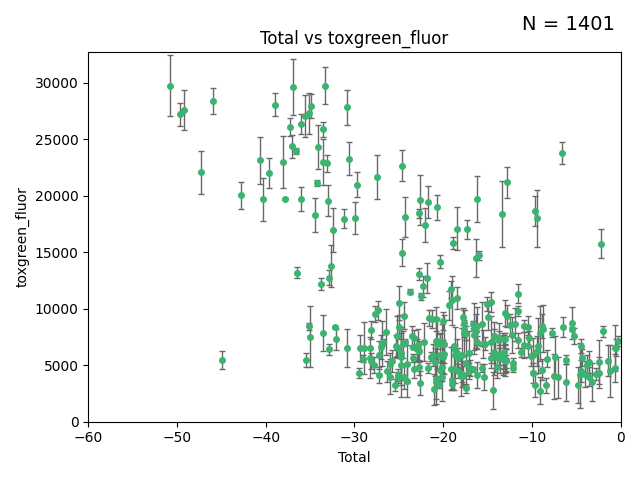 N = 1401
Total vs toxgreen_fluor
30000
25000
20000
15000
10000
5000
0
toxgreen_fluor
−60 −50 −40 −30 −20 −10 0
Total